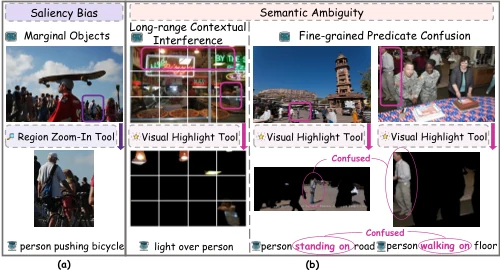 Saliency Bias
Semantic Ambiguity
Marginal Objects
Long-range Contextual
Interference
Fine-grained Predicate Confusion
BY THE
Region Zoom-In Tool
Visual Highlight Tool
Visual Highlight Tool
Visual Highlight Tool
Confused
Confused
person pushing bicycle
light over person
person standing on road
person walking on floor
(a)
(b)